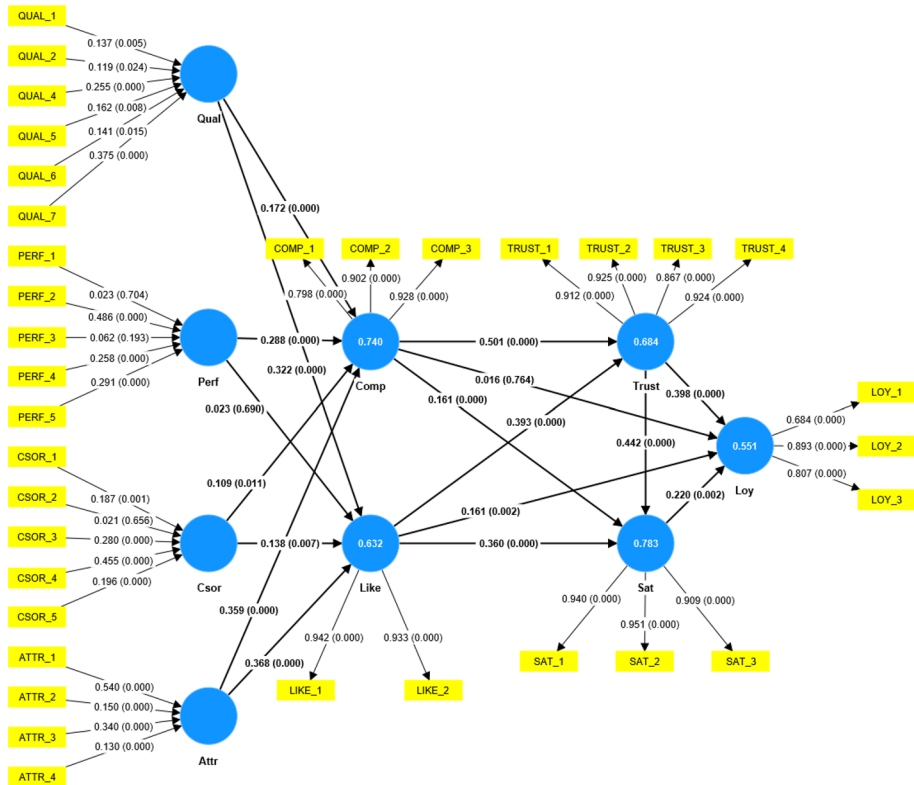 QUAL_1
0.137 (0.005)
QUAL_2
0.119 (0.024)
QUAL_4
0.255 (0.000)
QUAL_5
0.162 (0.008)
QUAL_6
0.141 (0.015)
QUAL_7
0.375 (0.000)
Qual
0.172 (0.000)
0.322 (0.000)
PERF_1
0.023 (0.704)
PERF_2
0.486 (0.000)
PERF_3
0.062 (0.193)
PERF_4
0.258 (0.000)
PERF_5
0.291 (0.000)
Perf
0.288 (0.000)
0.023 (0.690)
CSOR_1
0.187 (0.001)
CSOR_2
0.021 (0.656)
CSOR_3
0.280 (0.000)
CSOR_4
0.455 (0.000)
CSOR_5
0.196 (0.000)
Csor
0.109 (0.011)
0.138 (0.007)
ATTR_1
0.540 (0.000)
ATTR_2
0.150 (0.000)
ATTR_3
0.340 (0.000)
ATTR_4
0.130 (0.000)
Attr
0.359 (0.000)
0.368 (0.000)
COMP_1
COMP_2
COMP_3
0.798 (0.000)
0.902 (0.000)
0.928 (0.000)
0.740
Comp
0.501 (0.000)
0.016 (0.764)
0.161 (0.000)
0.632
Like
0.393 (0.000)
0.161 (0.002)
0.360 (0.000)
0.942 (0.000)
0.933 (0.000)
LIKE_1
LIKE_2
TRUST_1
TRUST_2
TRUST_3
TRUST_4
0.912 (0.000)
0.925 (0.000)
0.867 (0.000)
0.924 (0.000)
0.684
Trust
0.398 (0.000)
0.442 (0.000)
0.783
Sat
0.220 (0.002)
0.940 (0.000)
0.951 (0.000)
0.909 (0.000)
SAT_1
SAT_2
SAT_3
0.551
Loy
0.684 (0.000)
0.893 (0.000)
0.807 (0.000)
LOY_1
LOY_2
LOY_3